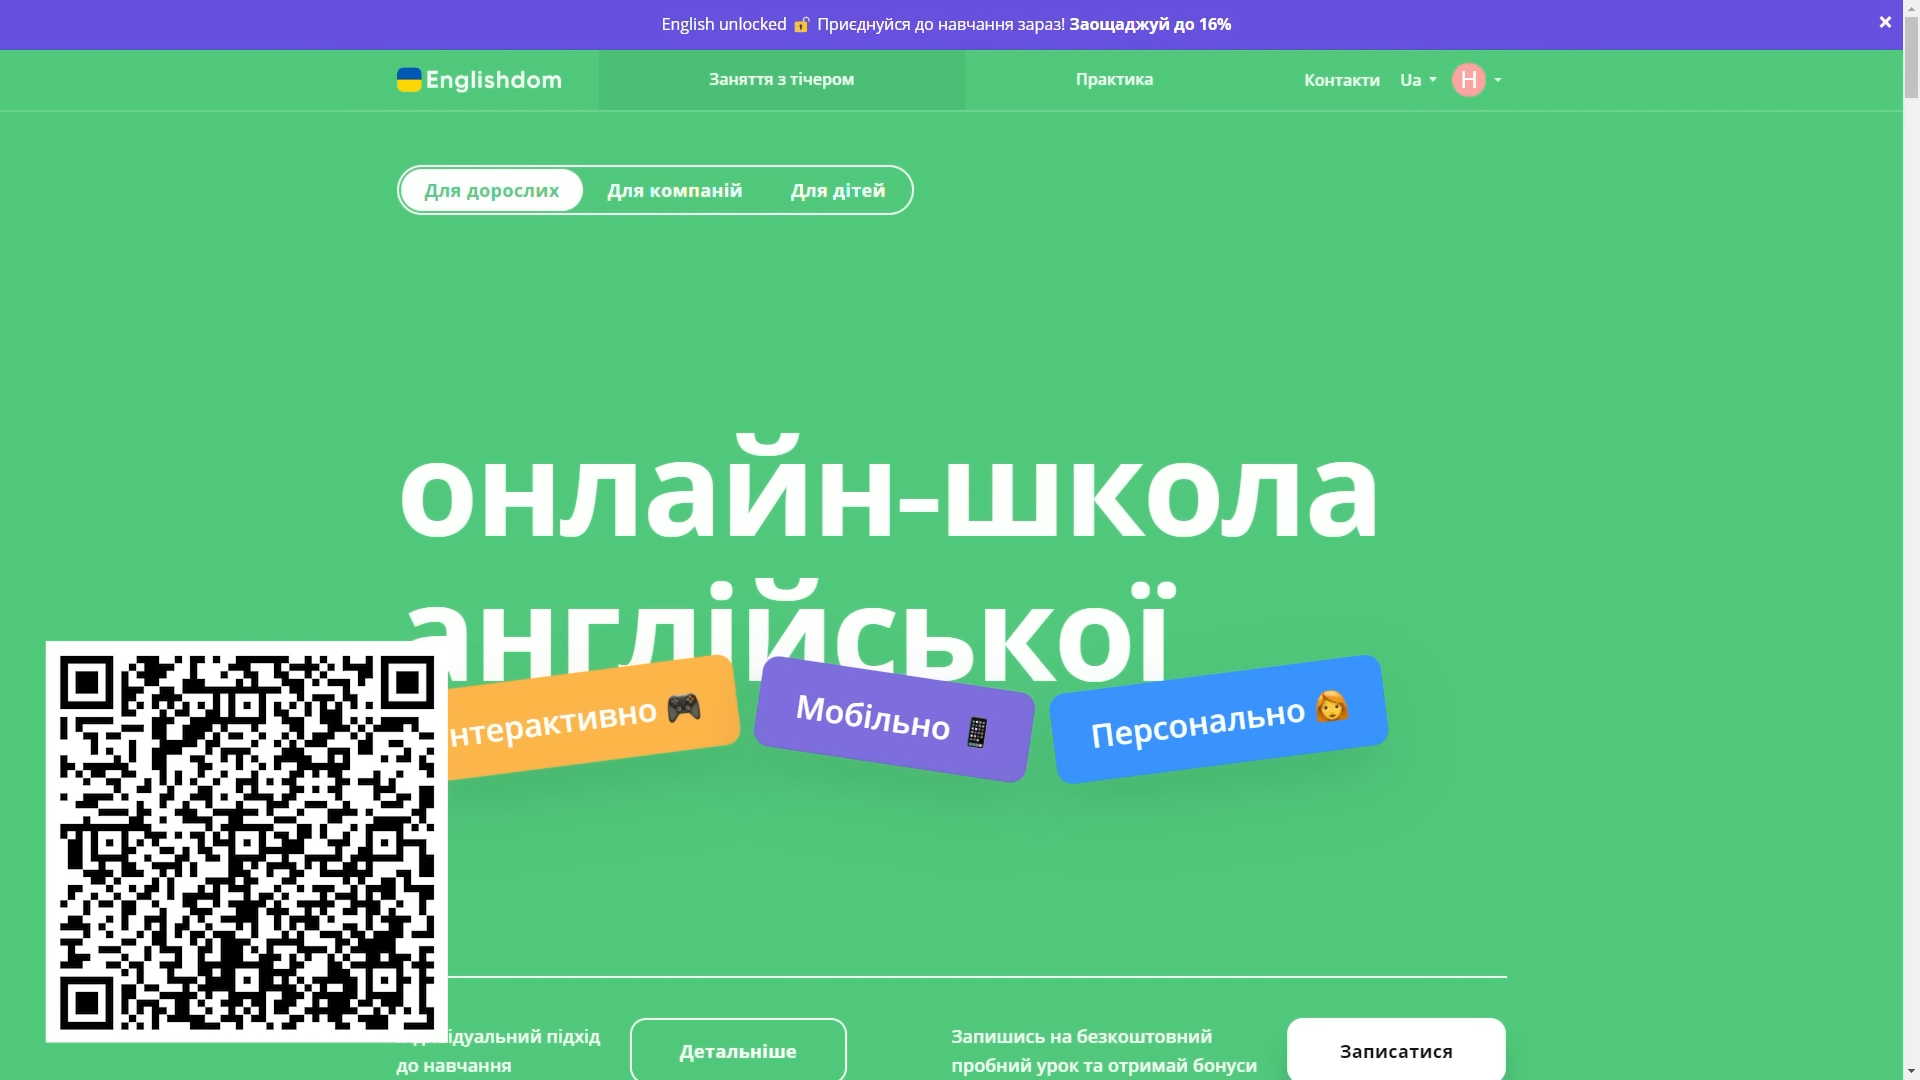 English unlocked 🔓 Приєднуйся до навчання зараз! Заощаджуй до 16%
Englishdom
Заняття з тічером
Практика
Контакти
Ua
H
Для дорослих
Для компаній
Для дітей
онлайн-школа
англійської
нтерактивно 🎮
Мобільно 📱
Персонально 👩
ідуальний підхід
до навчання
Детальніше
Запишись на безкоштовний
пробний урок та отримай бонуси
Записатися